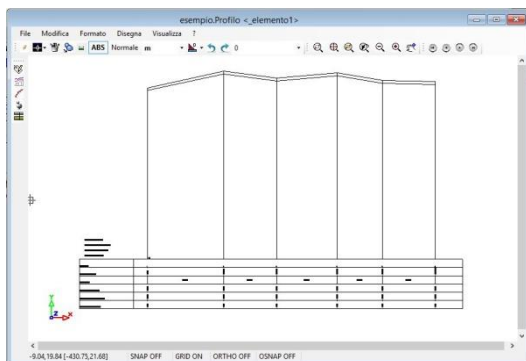 esempio.Profilo <_elemento1>
File Modifica Formato Disegna Visualizza ?
ABS Normale m 0
Y
Z X
-9.04,19.84 [-430.73,21.68] SNAP OFF GRID ON ORTHO OFF OSNAP OFF